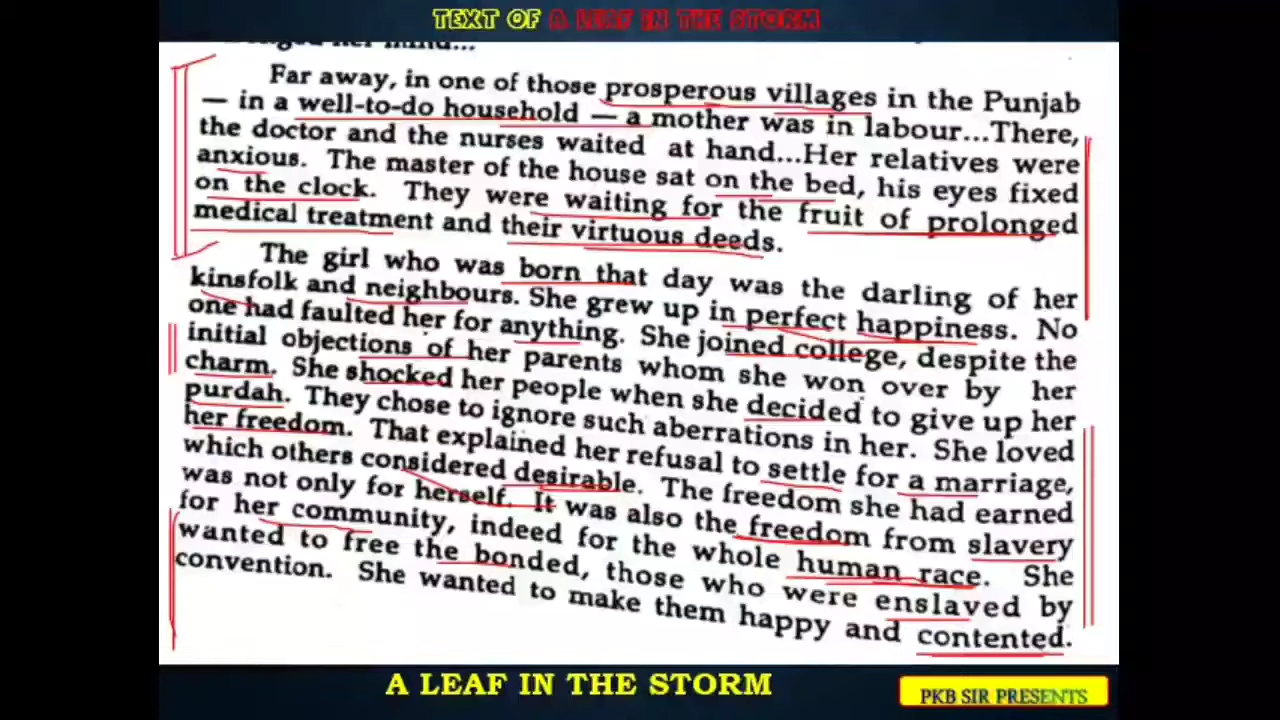 TEXT OF A LEAF IN THE STORM
her mind...
Far away, in one of those prosperous villages in the Punjab
— in a well-to-do household — a mother was in labour...There,
the doctor and the nurses waited at hand...Her relatives were
anxious. The master of the house sat on the bed, his eyes fixed
on the clock. They were waiting for the fruit of prolonged
medical treatment and their virtuous deeds.
The girl who was born that day was the darling of her
kinsfolk and neighbours. She grew up in perfect happiness. No
one had faulted her for anything. She joined college, despite the
initial objections of her parents whom she won over by her
charm. She shocked her people when she decided to give up her
purdah. They chose to ignore such aberrations in her. She loved
her freedom. That explained her refusal to settle for a marriage,
which others considered desirable. The freedom she had earned
was not only for herself. It was also the freedom from slavery
for her community, indeed for the whole human race. She
wanted to free the bonded, those who were enslaved by
convention. She wanted to make them happy and contented.
A LEAF IN THE STORM
PKB SIR PRESENTS